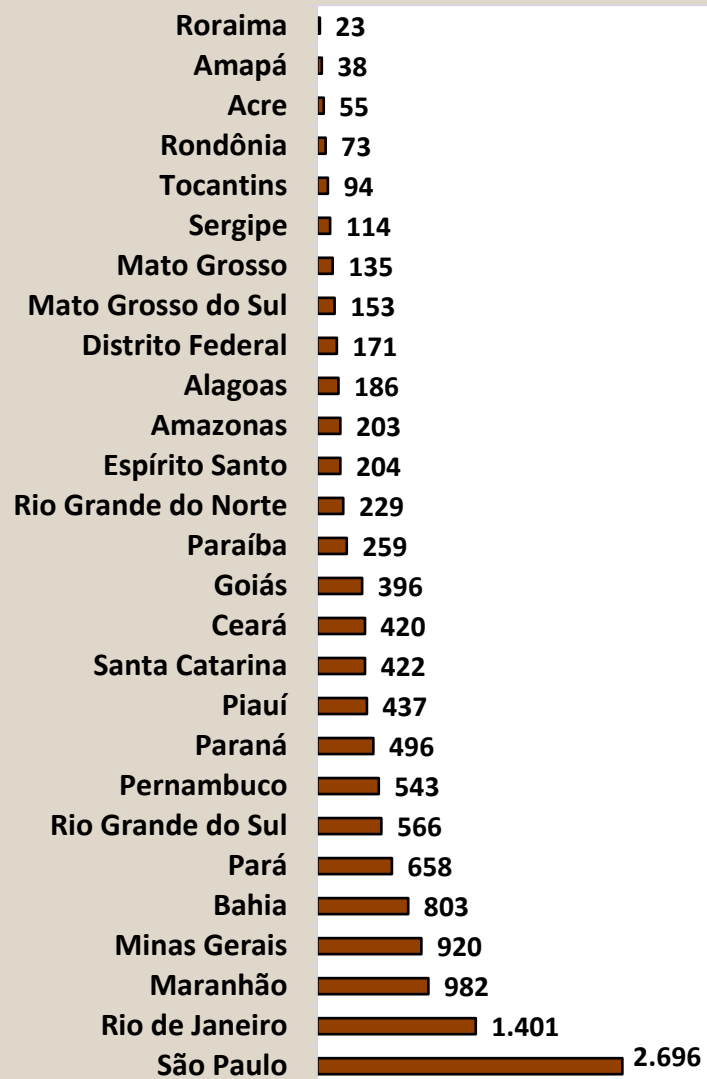 Roraima 23
Amapá 38
Acre 55
Rondônia 73
Tocantins 94
Sergipe 114
Mato Grosso 135
Mato Grosso do Sul 153
Distrito Federal 171
Alagoas 186
Amazonas 203
Espírito Santo 204
Rio Grande do Norte 229
Paraíba 259
Goiás 396
Ceará 420
Santa Catarina 422
Piauí 437
Paraná 496
Pernambuco 543
Rio Grande do Sul 566
Pará 658
Bahia 803
Minas Gerais 920
Maranhão 982
Rio de Janeiro 1.401
São Paulo 2.696